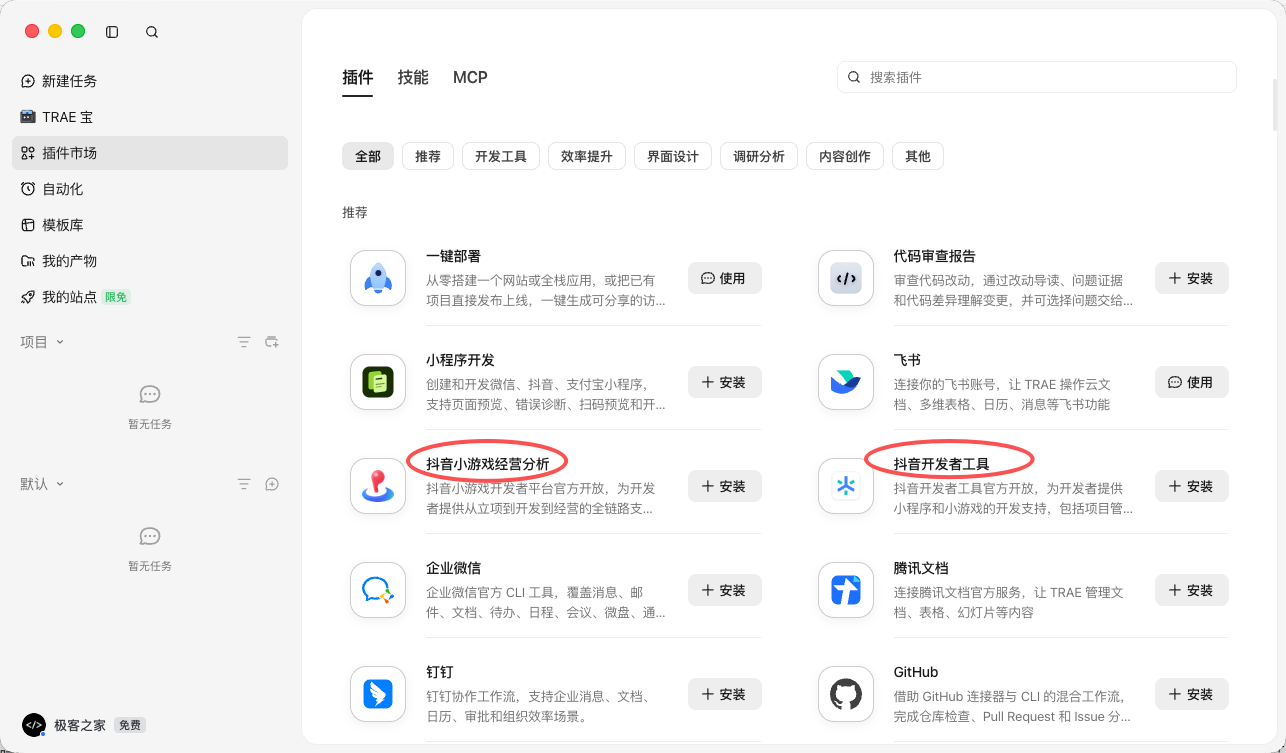 新建任务
TRAE 宝
插件市场
自动化
模板库
我的产物
我的站点 限免
项目
暂无任务
默认
暂无任务
极客之家 免费
插件 技能 MCP
搜索插件
全部 推荐 开发工具 效率提升 界面设计 调研分析 内容创作 其他
推荐
一键部署
从零搭建一个网站或全栈应用，或把已有
项目直接发布上线，一键生成可分享的访...
使用
代码审查报告
审查代码改动，通过改动导读、问题证据
和代码差异理解变更，并可选择问题交给...
安装
小程序开发
创建和开发微信、抖音、支付宝小程序，
支持页面预览、错误诊断、扫码预览和开...
安装
飞书
连接你的飞书账号，让 TRAE 操作云文
档、多维表格、日历、消息等飞书功能
使用
抖音小游戏经营分析
抖音小游戏开发者平台官方开放，为开发
者提供从立项到开发到经营的全链路支...
安装
抖音开发者工具
抖音开发者工具官方开放，为开发者提供
小程序和小游戏的开发支持，包括项目管...
安装
企业微信
企业微信官方 CLI 工具，覆盖消息、邮
件、文档、待办、日程、会议、微盘、通...
安装
腾讯文档
连接腾讯文档官方服务，让 TRAE 管理文
档、表格、幻灯片等内容
安装
钉钉
钉钉协作工作流，支持企业消息、文档、
日历、审批和组织效率场景。
安装
GitHub
借助 GitHub 连接器与 CLI 的混合工作流，
完成仓库检查、Pull Request 和 Issue 分...
安装